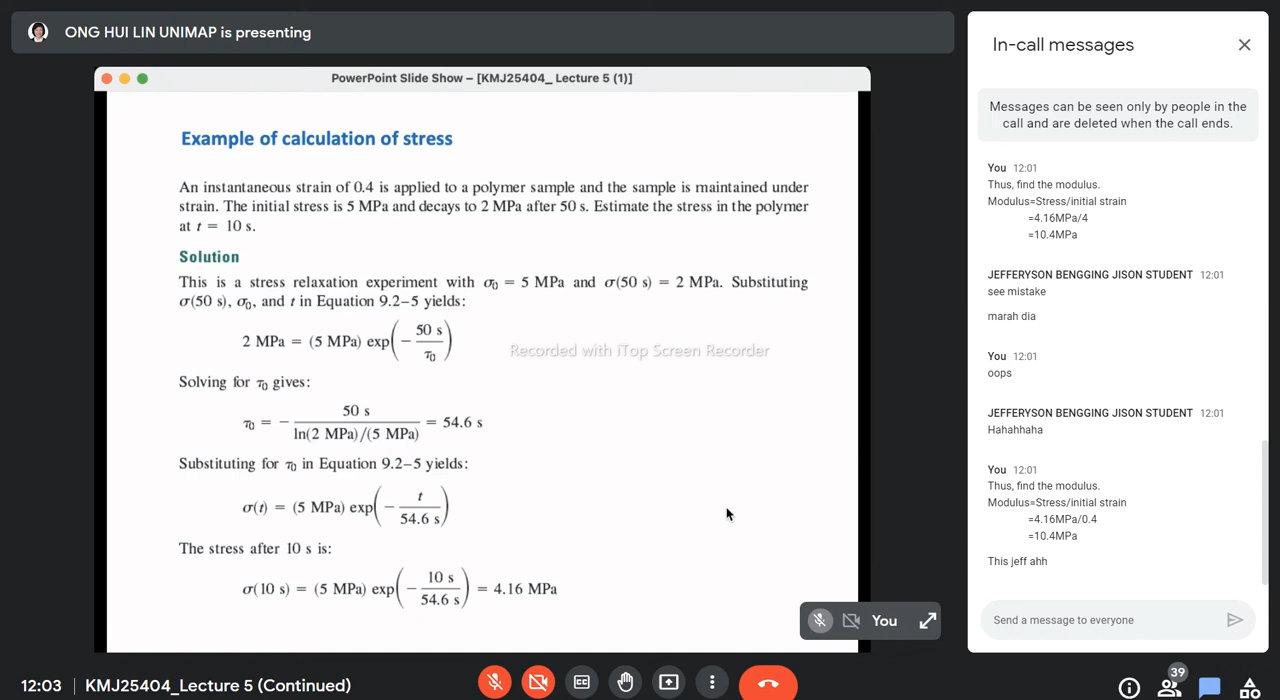 ONG HUI LIN UNIMAP is presenting
PowerPoint Slide Show – [KMJ25404_ Lecture 5 (1)]
Example of calculation of stress
An instantaneous strain of 0.4 is applied to a polymer sample and the sample is maintained under
strain. The initial stress is 5 MPa and decays to 2 MPa after 50 s. Estimate the stress in the polymer
at t = 10 s.
Solution
This is a stress relaxation experiment with σ₀ = 5 MPa and σ(50 s) = 2 MPa. Substituting
σ(50 s), σ₀, and t in Equation 9.2–5 yields:
2 MPa = (5 MPa) exp(− 50 s / τ₀)
Recorded with iTop Screen Recorder
Solving for τ₀ gives:
τ₀ = − 50 s / ln(2 MPa)/(5 MPa) = 54.6 s
Substituting for τ₀ in Equation 9.2–5 yields:
σ(t) = (5 MPa) exp(− t / 54.6 s)
The stress after 10 s is:
σ(10 s) = (5 MPa) exp(− 10 s / 54.6 s) = 4.16 MPa
You
12:03 | KMJ25404_Lecture 5 (Continued)
CC
39
In-call messages
Messages can be seen only by people in the
call and are deleted when the call ends.
You 12:01
Thus, find the modulus.
Modulus=Stress/initial strain
=4.16MPa/4
=10.4MPa
JEFFERYSON BENGGING JISON STUDENT 12:01
see mistake
marah dia
You 12:01
oops
JEFFERYSON BENGGING JISON STUDENT 12:01
Hahahhaha
You 12:01
Thus, find the modulus.
Modulus=Stress/initial strain
=4.16MPa/0.4
=10.4MPa
This jeff ahh
Send a message to everyone